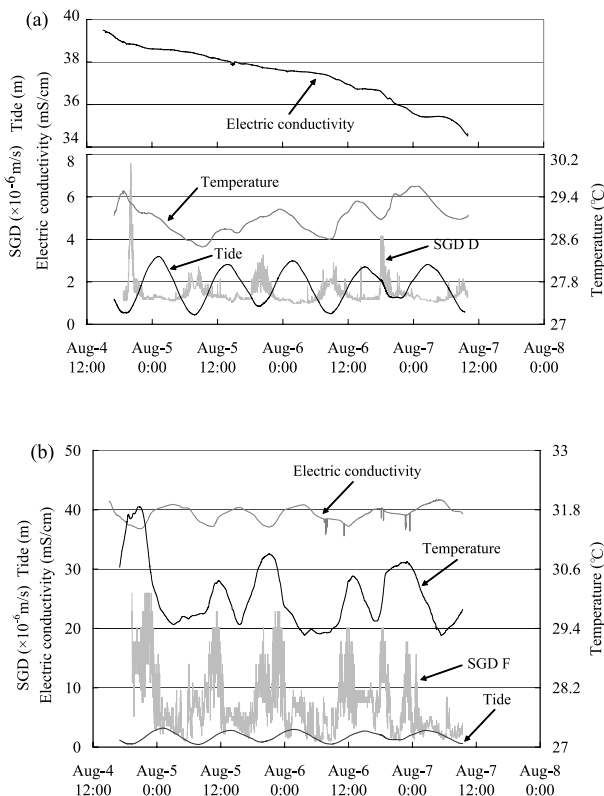 (a)
40
38
36
34
Electric conductivity
SGD (×10⁻⁶m/s) Tide (m)
Electric conductivity (mS/cm)
8
6
4
2
0
30.2
29.4
28.6
27.8
27
Temperature (℃)
Temperature
Tide
SGD D
Aug-4 Aug-5 Aug-5 Aug-6 Aug-6 Aug-7 Aug-7 Aug-8
12:00 0:00 12:00 0:00 12:00 0:00 12:00 0:00
(b)
50
40
30
20
10
0
SGD (×10⁻⁶m/s) Tide (m)
Electric conductivity (mS/cm)
33
31.8
30.6
29.4
28.2
27
Temperature (℃)
Electric conductivity
Temperature
SGD F
Tide
Aug-4 Aug-5 Aug-5 Aug-6 Aug-6 Aug-7 Aug-7 Aug-8
12:00 0:00 12:00 0:00 12:00 0:00 12:00 0:00